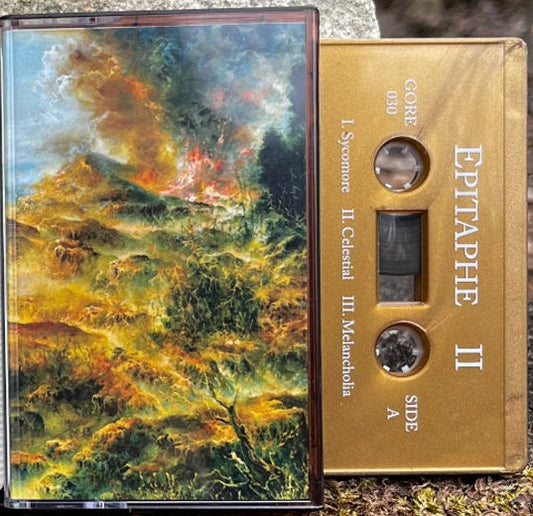 EPITAPHE II
GORE
030
SIDE
A
I. Sycomore II. Celestial III. Melancholia